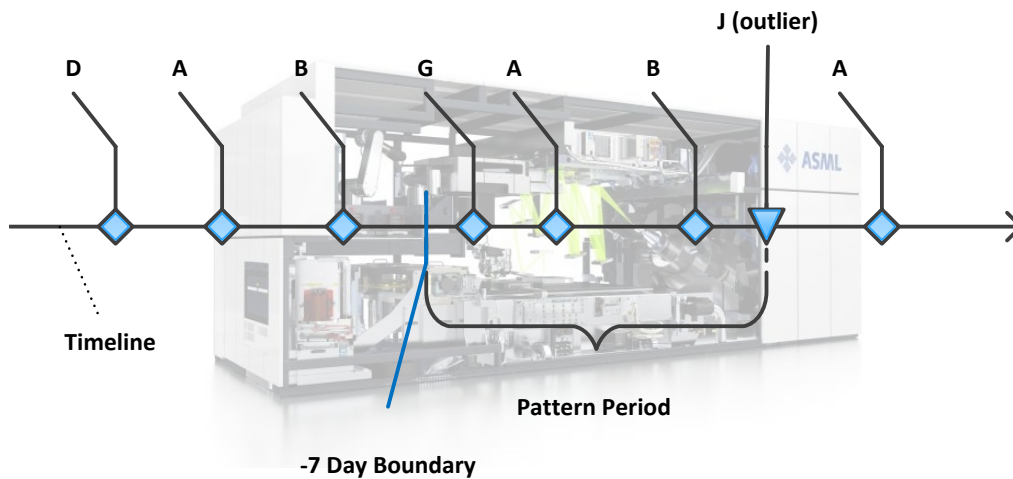 J (outlier)
D
A
B
G
A
B
A
ASML
Timeline
Pattern Period
-7 Day Boundary